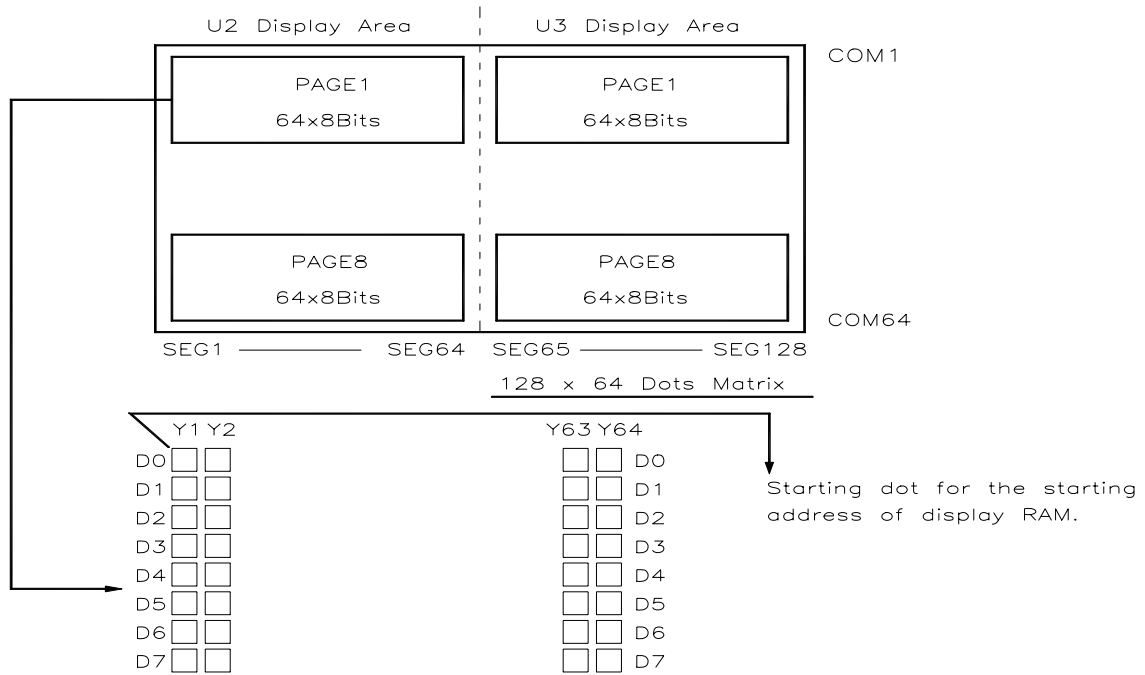 U2 Display Area U3 Display Area
COM1
PAGE1 PAGE1
64x8Bits 64x8Bits
PAGE8 PAGE8
64x8Bits 64x8Bits
COM64
SEG1 SEG64 SEG65 SEG128
128 x 64 Dots Matrix
Y1 Y2 Y63 Y64
D0 D0
D1 D1
Starting dot for the starting
address of display RAM.
D2 D2
D3 D3
D4 D4
D5 D5
D6 D6
D7 D7